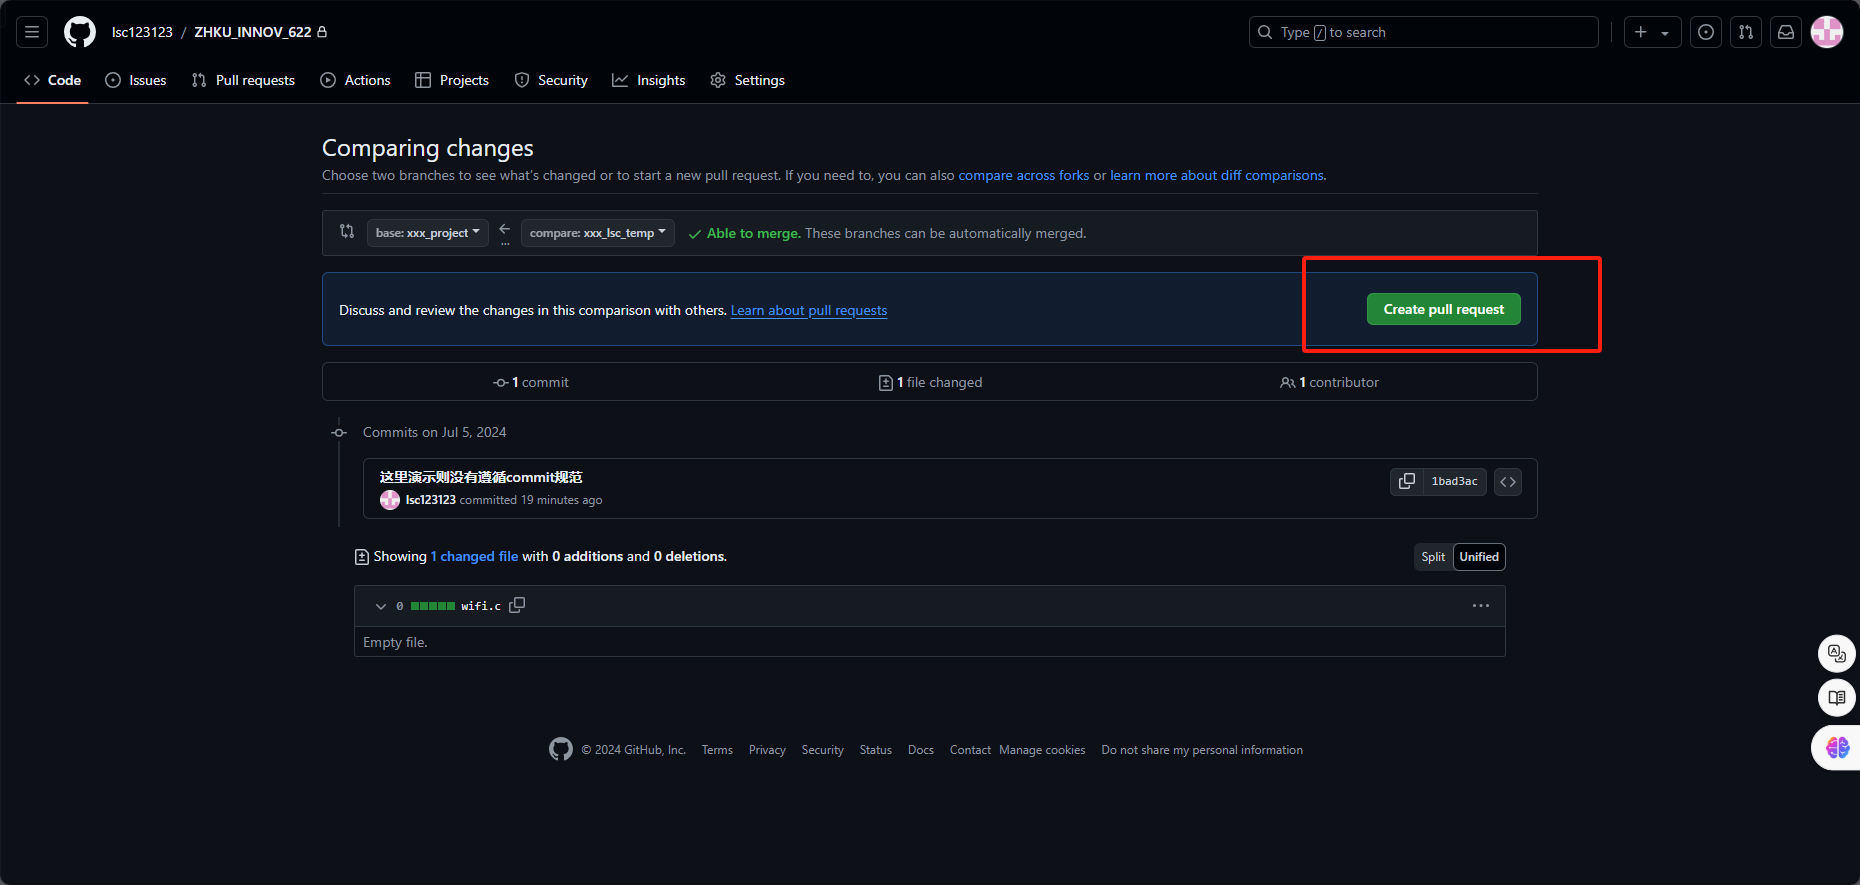 lsc123123 / ZHKU_INNOV_622
Type / to search
Code Issues Pull requests Actions Projects Security Insights Settings
Comparing changes
Choose two branches to see what's changed or to start a new pull request. If you need to, you can also compare across forks or learn more about diff comparisons.
base: xxx_project ... compare: xxx_lsc_temp Able to merge. These branches can be automatically merged.
Discuss and review the changes in this comparison with others. Learn about pull requests
Create pull request
1 commit 1 file changed 1 contributor
Commits on Jul 5, 2024
这里演示则没有遵循commit规范
1bad3ac
lsc123123 committed 19 minutes ago
Showing 1 changed file with 0 additions and 0 deletions.
Split Unified
0 wifi.c
Empty file.
© 2024 GitHub, Inc. Terms Privacy Security Status Docs Contact Manage cookies Do not share my personal information